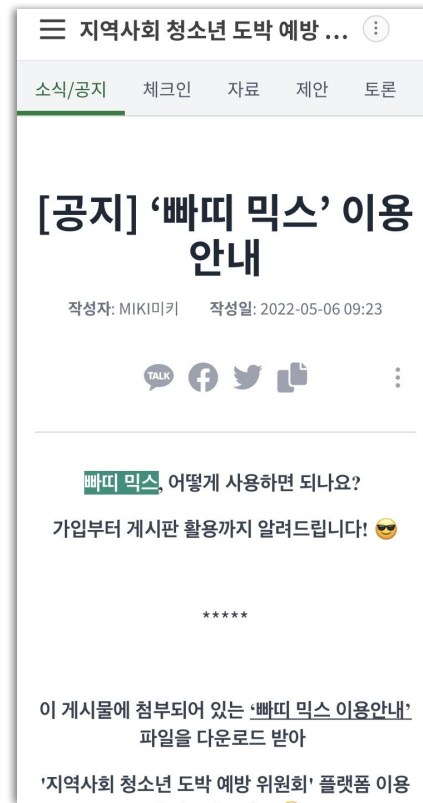 지역사회 청소년 도박 예방 ...
소식/공지 체크인 자료 제안 토론
[공지] ‘빠띠 믹스’ 이용
안내
작성자: MIKI미키 작성일: 2022-05-06 09:23
TALK
빠띠 믹스, 어떻게 사용하면 되나요?
가입부터 게시판 활용까지 알려드립니다! 😎
*****
이 게시물에 첨부되어 있는 ‘빠띠 믹스 이용안내’
파일을 다운로드 받아
'지역사회 청소년 도박 예방 위원회' 플랫폼 이용